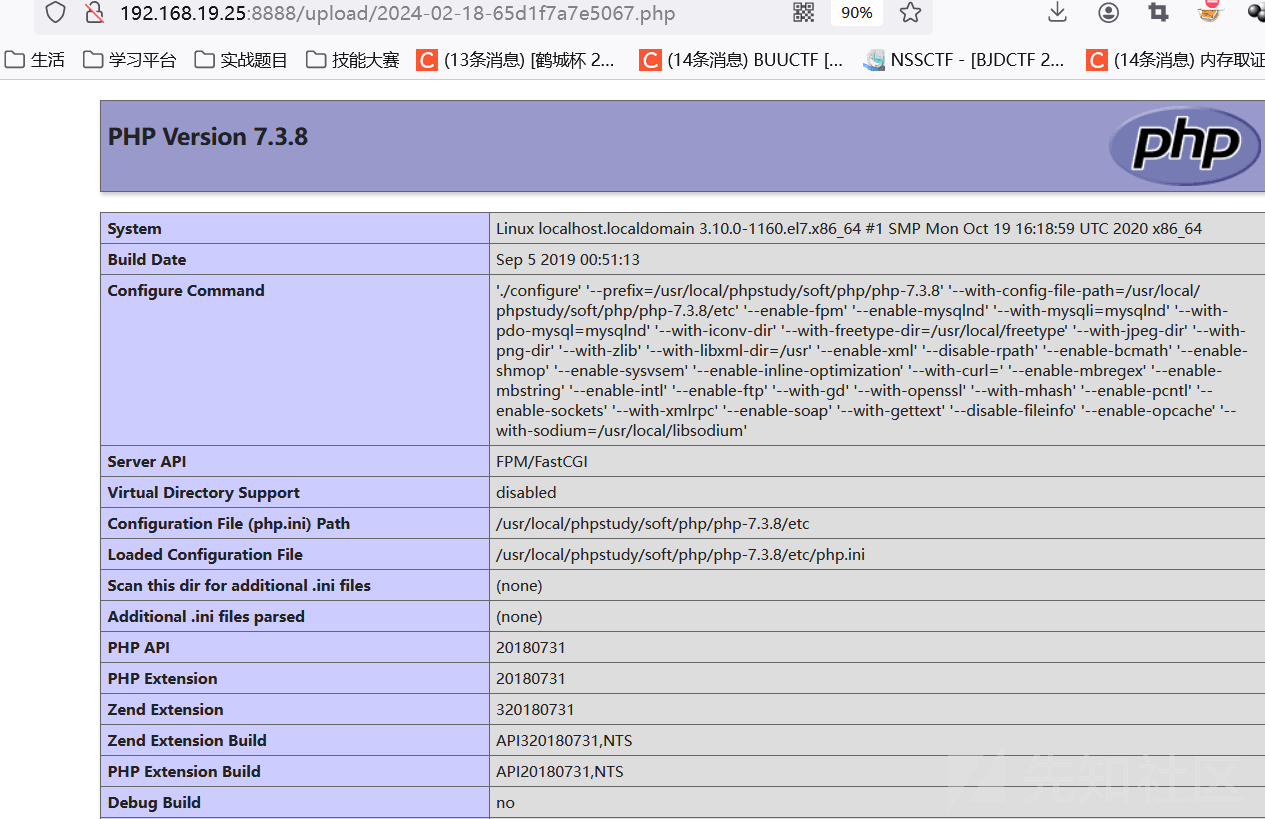 192.168.19.25:8888/upload/2024-02-18-65d1f7a7e5067.php 90%
生活 学习平台 实战题目 技能大赛 C (13条消息) [鹤城杯 2... C (14条消息) BUUCTF [... NSSCTF - [BJDCTF 2... C (14条消息) 内存取证
PHP Version 7.3.8 php
System Linux localhost.localdomain 3.10.0-1160.el7.x86_64 #1 SMP Mon Oct 19 16:18:59 UTC 2020 x86_64
Build Date Sep 5 2019 00:51:13
Configure Command './configure' '--prefix=/usr/local/phpstudy/soft/php/php-7.3.8' '--with-config-file-path=/usr/local/
phpstudy/soft/php/php-7.3.8/etc' '--enable-fpm' '--enable-mysqlnd' '--with-mysqli=mysqlnd' '--with-
pdo-mysql=mysqlnd' '--with-iconv-dir' '--with-freetype-dir=/usr/local/freetype' '--with-jpeg-dir' '--with-
png-dir' '--with-zlib' '--with-libxml-dir=/usr' '--enable-xml' '--disable-rpath' '--enable-bcmath' '--enable-
shmop' '--enable-sysvsem' '--enable-inline-optimization' '--with-curl=' '--enable-mbregex' '--enable-
mbstring' '--enable-intl' '--enable-ftp' '--with-gd' '--with-openssl' '--with-mhash' '--enable-pcntl' '--
enable-sockets' '--with-xmlrpc' '--enable-soap' '--with-gettext' '--disable-fileinfo' '--enable-opcache' '--
with-sodium=/usr/local/libsodium'
Server API FPM/FastCGI
Virtual Directory Support disabled
Configuration File (php.ini) Path /usr/local/phpstudy/soft/php/php-7.3.8/etc
Loaded Configuration File /usr/local/phpstudy/soft/php/php-7.3.8/etc/php.ini
Scan this dir for additional .ini files (none)
Additional .ini files parsed (none)
PHP API 20180731
PHP Extension 20180731
Zend Extension 320180731
Zend Extension Build API320180731,NTS
PHP Extension Build API20180731,NTS
先知社区
Debug Build no